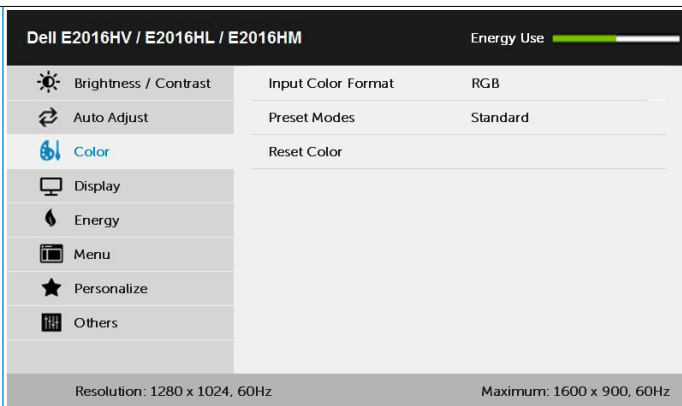 Dell E2016HV / E2016HL / E2016HM Energy Use
Brightness / Contrast Input Color Format RGB
Auto Adjust Preset Modes Standard
Color Reset Color
Display
Energy
Menu
Personalize
Others
Resolution: 1280 x 1024, 60Hz Maximum: 1600 x 900, 60Hz